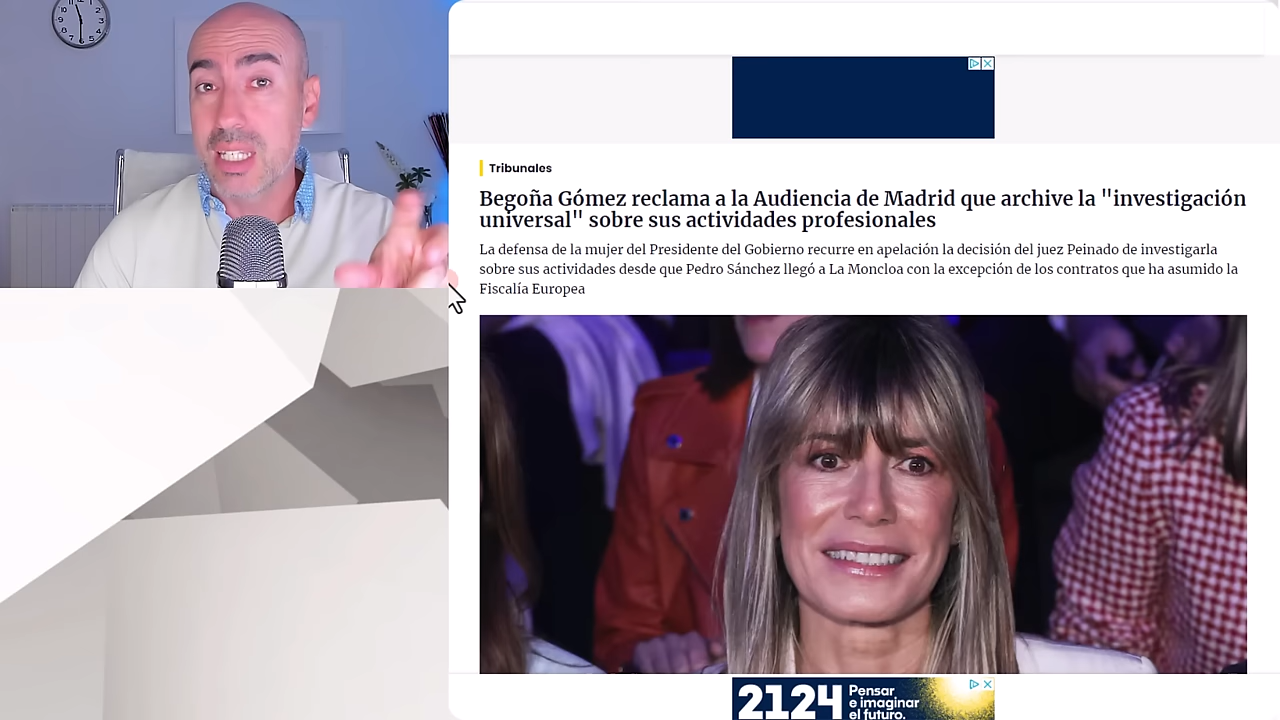 Tribunales
Begoña Gómez reclama a la Audiencia de Madrid que archive la "investigación
universal" sobre sus actividades profesionales
La defensa de la mujer del Presidente del Gobierno recurre en apelación la decisión del juez Peinado de investigarla
sobre sus actividades desde que Pedro Sánchez llegó a La Moncloa con la excepción de los contratos que ha asumido la
Fiscalía Europea
2124 Pensar
e imaginar
el futuro.